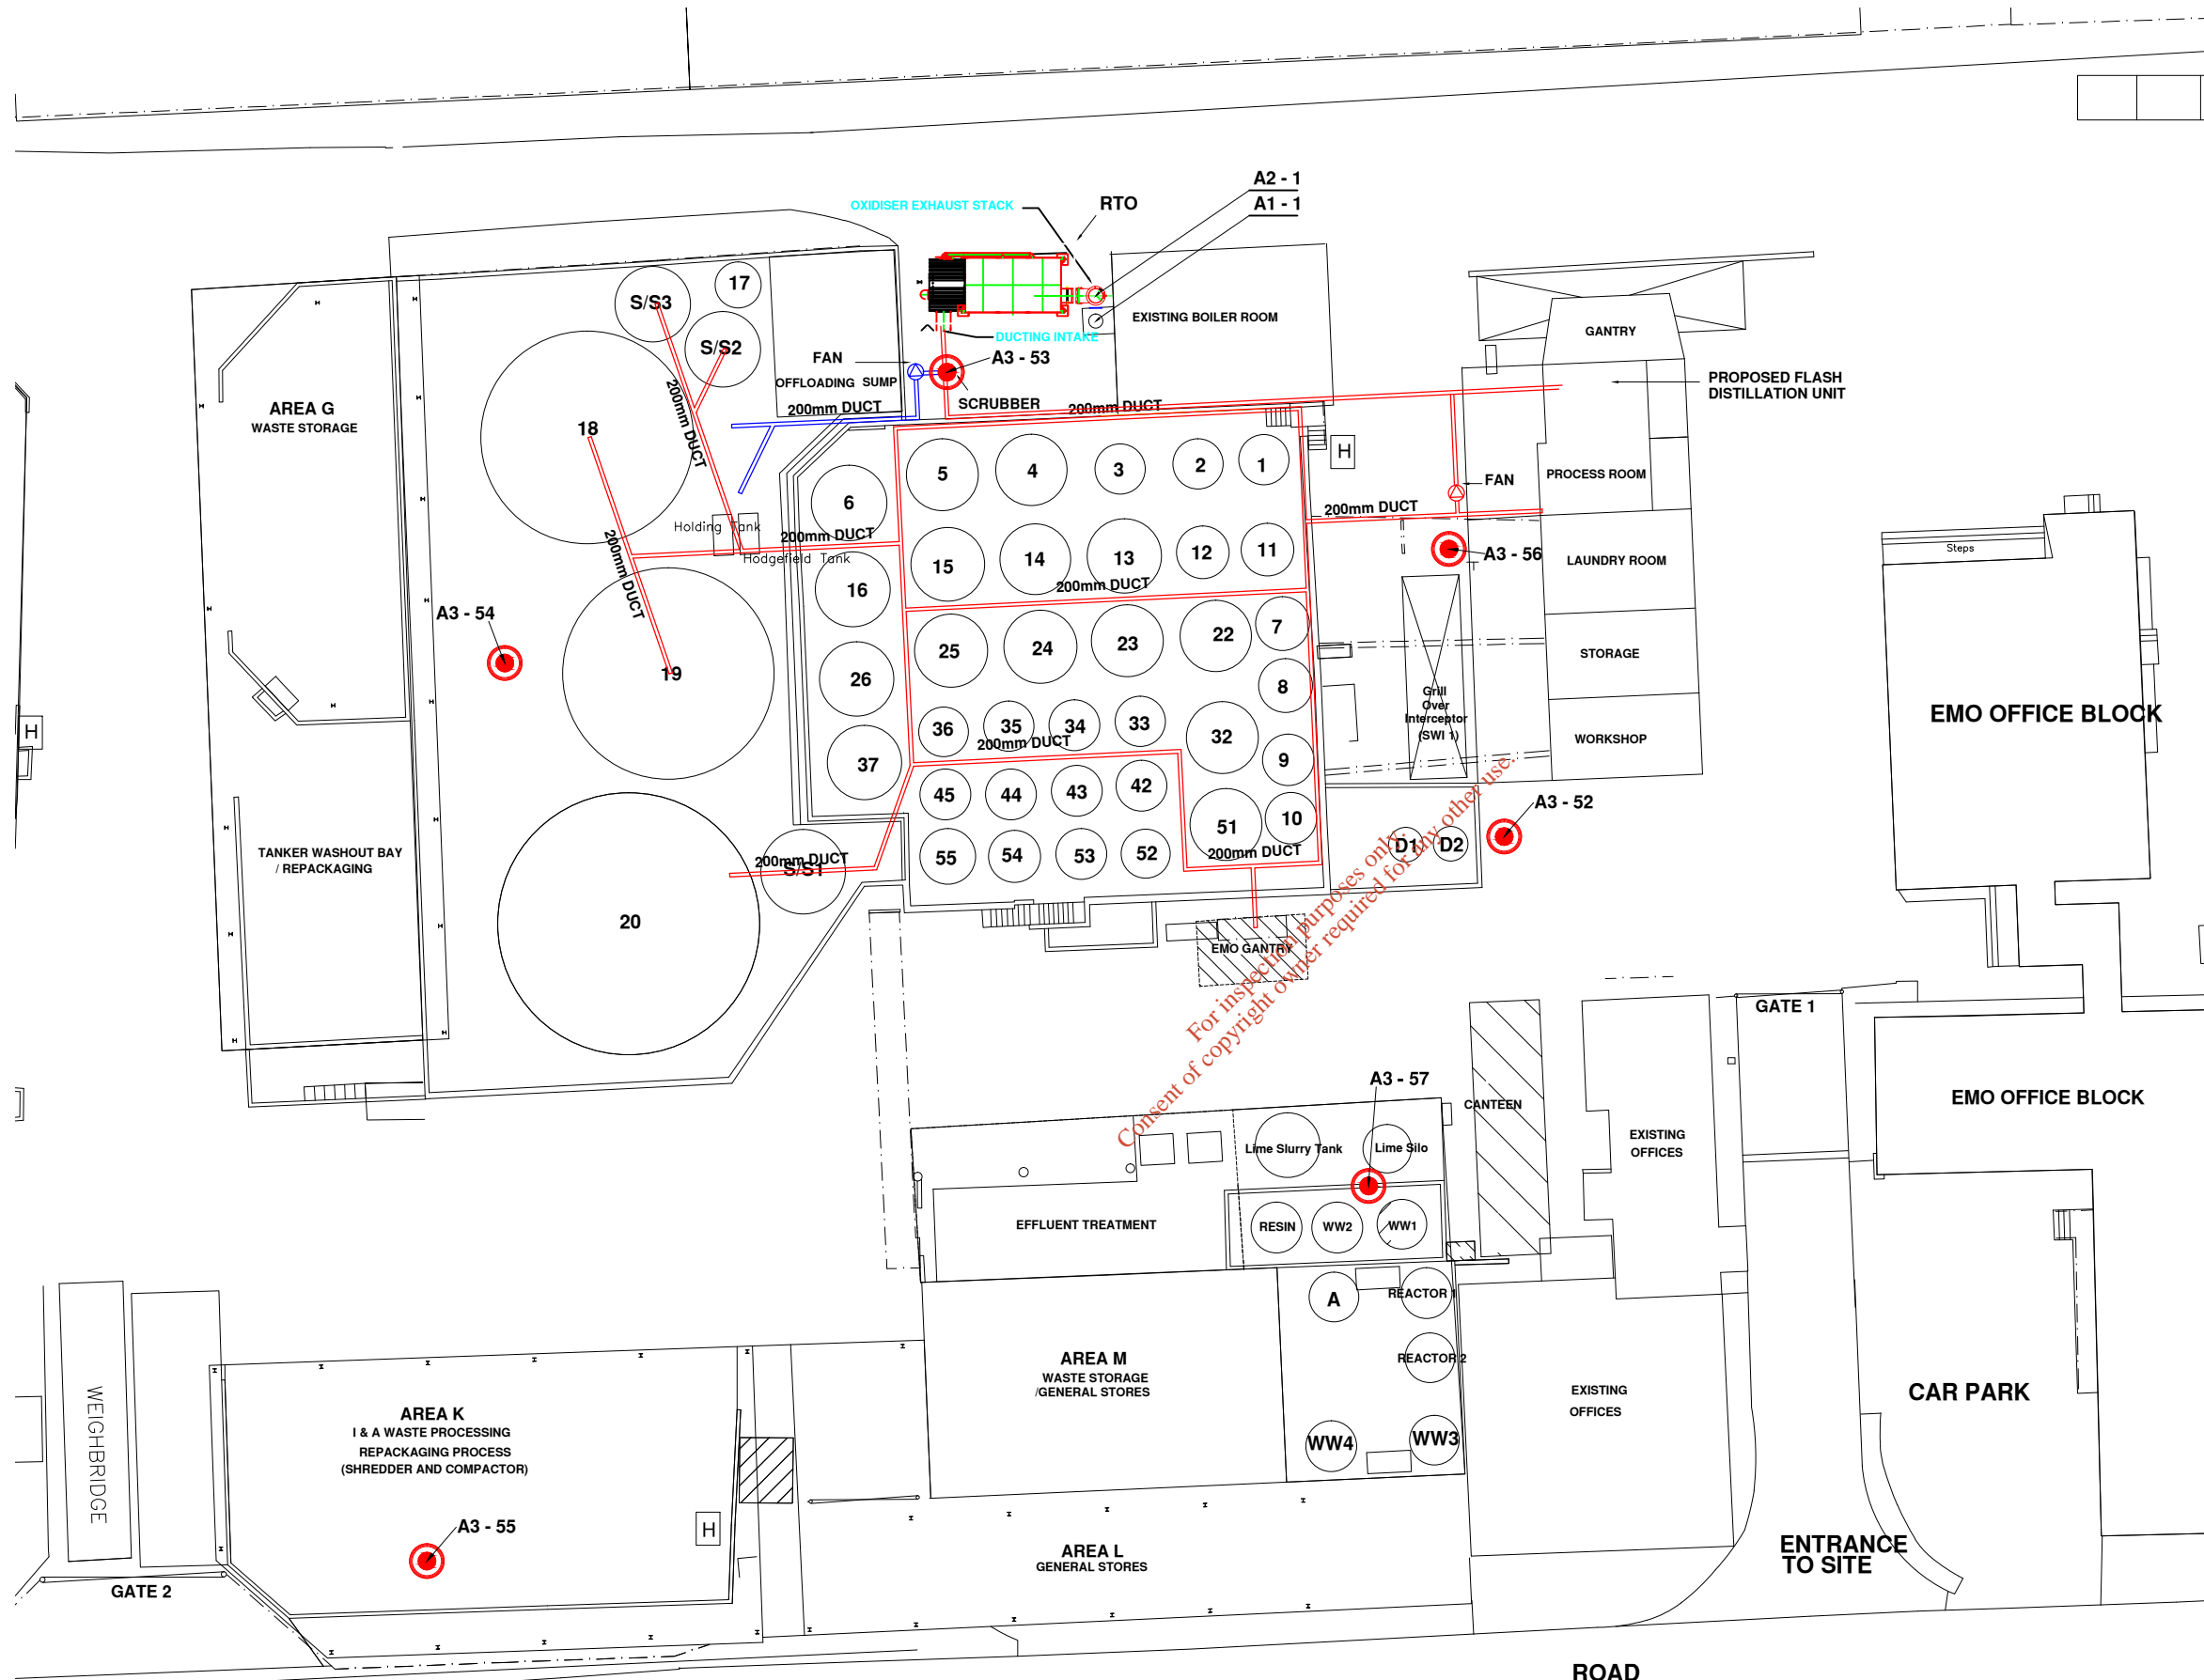 A2 - 1
OXIDISER EXHAUST STACK
RTO
A1 - 1
17
S/S3
EXISTING BOILER ROOM
GANTRY
DUCTING INTAKE
S/S2
FAN
A3 - 53
OFFLOADING SUMP
PROPOSED FLASH
DISTILLATION UNIT
SCRUBBER
200mm DUCT
200mm DUCT
AREA G
WASTE STORAGE
18
200mm DUCT
5
4
3
2
1
H
6
PROCESS ROOM
FAN
200mm DUCT
Holding Tank
200mm DUCT
Hodgefield Tank
200mm DUCT
15
14
13
12
11
A3 - 56
LAUNDRY ROOM
Steps
16
200mm DUCT
A3 - 54
25
24
23
22
7
STORAGE
19
26
8
Grill
Over
Interceptor
(SWI 1)
EMO OFFICE BLOCK
H
36
35
34
33
32
WORKSHOP
200mm DUCT
37
9
45
44
43
42
A3 - 52
10
51
TANKER WASHOUT BAY
/ REPACKAGING
200mm DUCT
S/S1
55
54
53
52
200mm DUCT
D1
D2
20
EMO GANTRY
For inspection purposes only.
Consent of copyright owner required for any other use.
GATE 1
A3 - 57
CANTEEN
EMO OFFICE BLOCK
EXISTING
OFFICES
Lime Slurry Tank
Lime Silo
EFFLUENT TREATMENT
RESIN
WW2
WW1
A
REACTOR 1
REACTOR 2
AREA M
WASTE STORAGE
/GENERAL STORES
EXISTING
OFFICES
CAR PARK
WEIGHBRIDGE
AREA K
I & A WASTE PROCESSING
REPACKAGING PROCESS
(SHREDDER AND COMPACTOR)
WW4
WW3
A3 - 55
H
AREA L
GENERAL STORES
ENTRANCE
TO SITE
GATE 2
ROAD